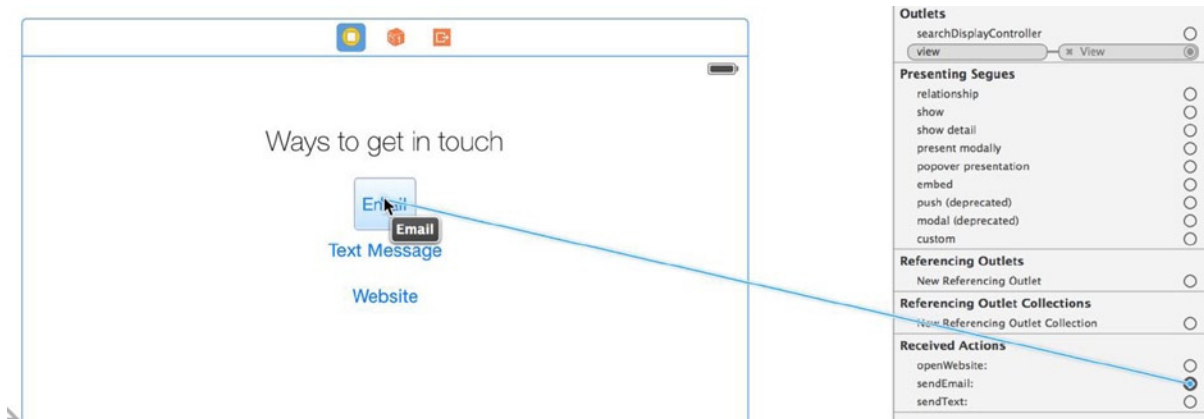 Ways to get in touch
Email
Email
Text Message
Website
Outlets
searchDisplayController
view
View
Presenting Segues
relationship
show
show detail
present modally
popover presentation
embed
push (deprecated)
modal (deprecated)
custom
Referencing Outlets
New Referencing Outlet
Referencing Outlet Collections
New Referencing Outlet Collection
Received Actions
openWebsite:
sendEmail:
sendText: